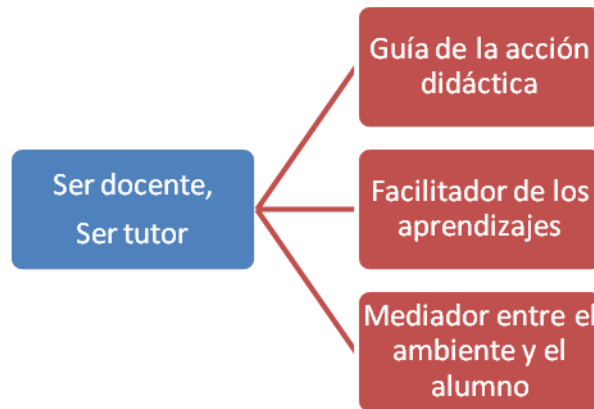 Ser docente,
Ser tutor
Guía de la acción
didáctica
Facilitador de los
aprendizajes
Mediador entre el
ambiente y el
alumno